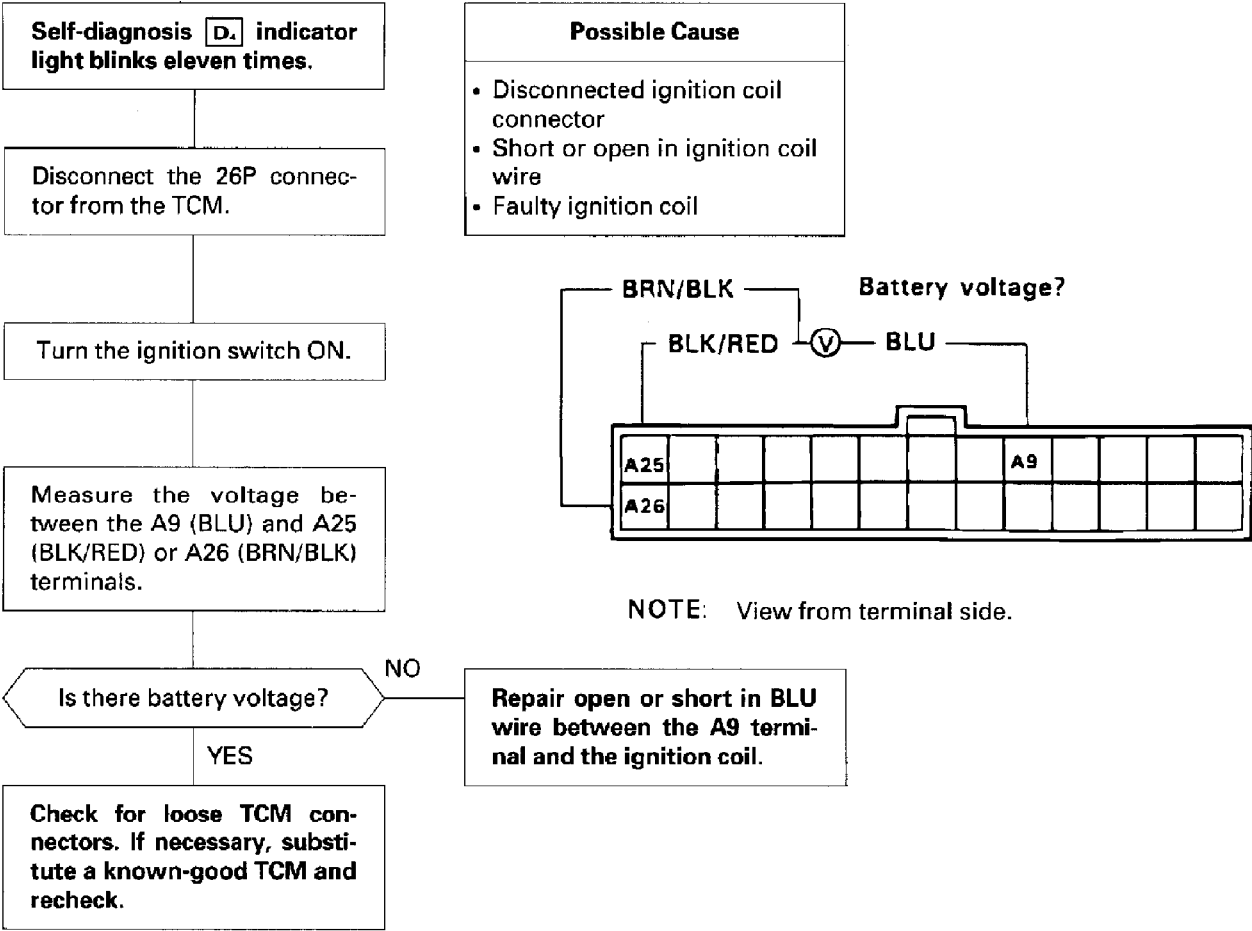 Self-diagnosis D₄ indicator
light blinks eleven times.
Disconnect the 26P connec-
tor from the TCM.
Turn the ignition switch ON.
Measure the voltage be-
tween the A9 (BLU) and A25
(BLK/RED) or A26 (BRN/BLK)
terminals.
Is there battery voltage?
NO
YES
Repair open or short in BLU
wire between the A9 termi-
nal and the ignition coil.
Check for loose TCM con-
nectors. If necessary, substi-
tute a known-good TCM and
recheck.
Possible Cause
• Disconnected ignition coil
connector
• Short or open in ignition coil
wire
• Faulty ignition coil
BRN/BLK
Battery voltage?
BLK/RED
V
BLU
A25
A9
A26
NOTE: View from terminal side.